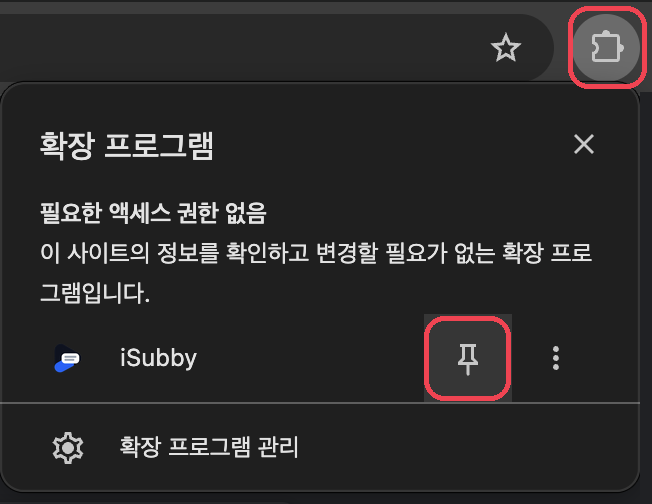 확장 프로그램
필요한 액세스 권한 없음
이 사이트의 정보를 확인하고 변경할 필요가 없는 확장 프로
그램입니다.
iSubby
확장 프로그램 관리